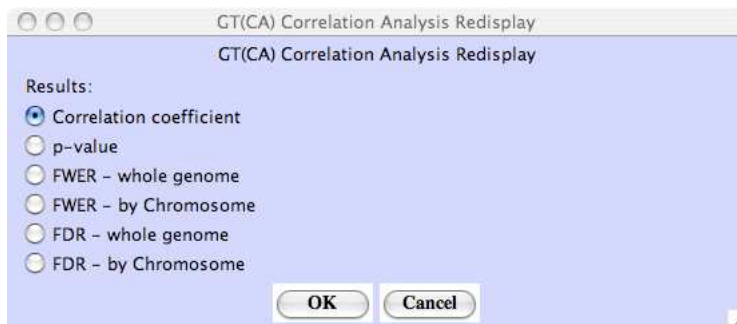 GT(CA) Correlation Analysis Redisplay
GT(CA) Correlation Analysis Redisplay
Results:
Correlation coefficient
p-value
FWER - whole genome
FWER - by Chromosome
FDR - whole genome
FDR - by Chromosome
OK Cancel